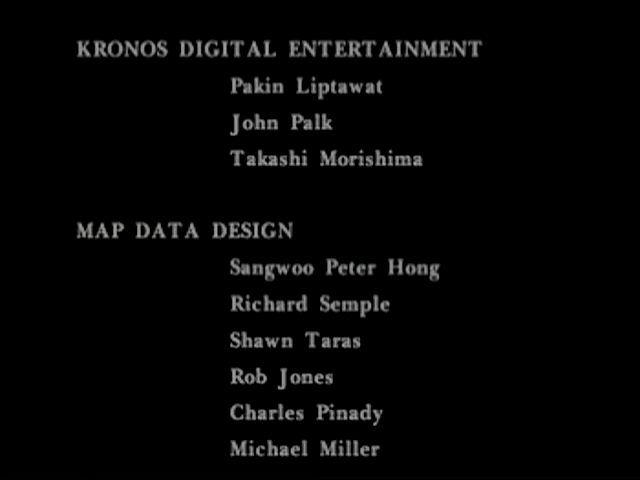 KRONOS DIGITAL ENTERTAINMENT
Pakin Liptawat
John Palk
Takashi Morishima
MAP DATA DESIGN
Sangwoo Peter Hong
Richard Semple
Shawn Taras
Rob Jones
Charles Pinady
Michael Miller